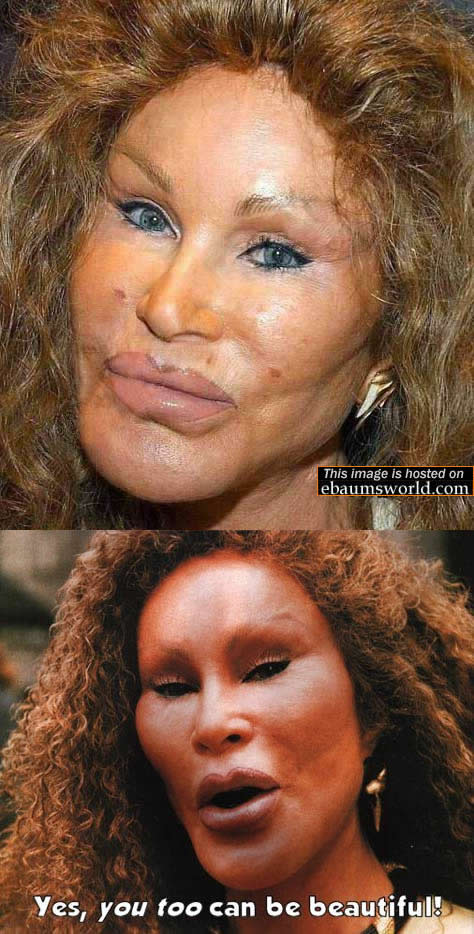 This image is hosted on
ebaumsworld.com
Yes, you too can be beautiful!